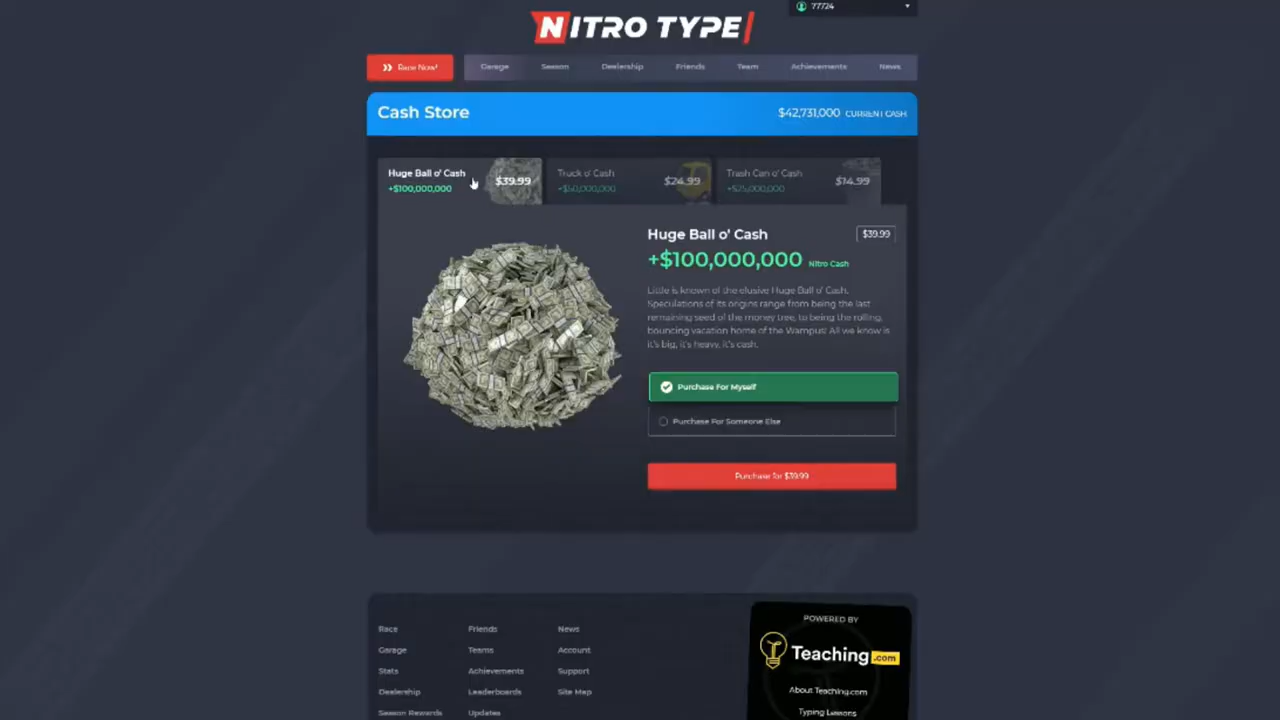 77724
NITRO TYPE
Race Now!
Garage
Season
Dealership
Friends
Team
Achievements
News
Cash Store
$42,731,000 CURRENT CASH
Huge Ball o' Cash
+$100,000,000
$39.99
Truck o' Cash
+$50,000,000
$24.99
Trash Can o' Cash
+$25,000,000
$14.99
Huge Ball o' Cash
$39.99
+$100,000,000 Nitro Cash
Little is known of the elusive Huge Ball o' Cash.
Speculations of its origins range from being the last
remaining seed of the money tree, to being the rolling,
bouncing vacation home of the Wampus! All we know is
it's big, it's heavy, it's cash.
Purchase For Myself
Purchase For Someone Else
Purchase for $39.99
Race
Garage
Stats
Dealership
Season Rewards
Friends
Teams
Achievements
Leaderboards
Updates
News
Account
Support
Site Map
POWERED BY
Teaching.com
About Teaching.com
Typing Lessons